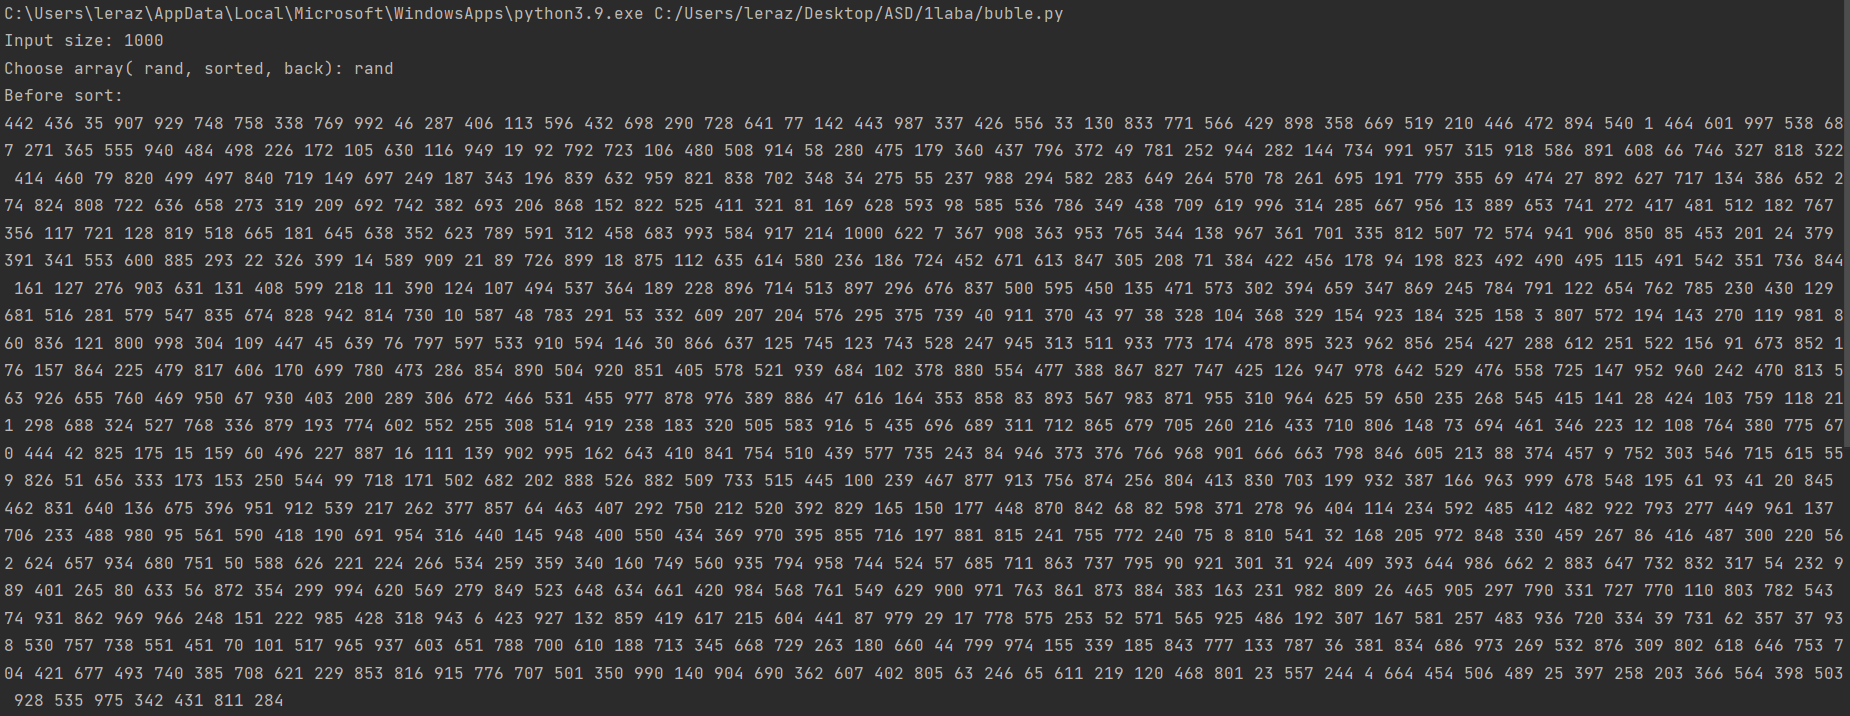 C:\Users\leraz\AppData\Local\Microsoft\WindowsApps\python3.9.exe C:/Users/leraz/Desktop/ASD/1laba/buble.py
Input size: 1000
Choose array( rand, sorted, back): rand
Before sort:
442 436 35 907 929 748 758 338 769 992 46 287 406 113 596 432 698 290 728 641 77 142 443 987 337 426 556 33 130 833 771 566 429 898 358 669 519 210 446 472 894 540 1 464 601 997 538 68
7 271 365 555 940 484 498 226 172 105 630 116 949 19 92 792 723 106 480 508 914 58 280 475 179 360 437 796 372 49 781 252 944 282 144 734 991 957 315 918 586 891 608 66 746 327 818 322
 414 460 79 820 499 497 840 719 149 697 249 187 343 196 839 632 959 821 838 702 348 34 275 55 237 988 294 582 283 649 264 570 78 261 695 191 779 355 69 474 27 892 627 717 134 386 652 2
74 824 808 722 636 658 273 319 209 692 742 382 693 206 868 152 822 525 411 321 81 169 628 593 98 585 536 786 349 438 709 619 996 314 285 667 956 13 889 653 741 272 417 481 512 182 767
356 117 721 128 819 518 665 181 645 638 352 623 789 591 312 458 683 993 584 917 214 1000 622 7 367 908 363 953 765 344 138 967 361 701 335 812 507 72 574 941 906 850 85 453 201 24 379
391 341 553 600 885 293 22 326 399 14 589 909 21 89 726 899 18 875 112 635 614 580 236 186 724 452 671 613 847 305 208 71 384 422 456 178 94 198 823 492 490 495 115 491 542 351 736 844
 161 127 276 903 631 131 408 599 218 11 390 124 107 494 537 364 189 228 896 714 513 897 296 676 837 500 595 450 135 471 573 302 394 659 347 869 245 784 791 122 654 762 785 230 430 129
681 516 281 579 547 835 674 828 942 814 730 10 587 48 783 291 53 332 609 207 204 576 295 375 739 40 911 370 43 97 38 328 104 368 329 154 923 184 325 158 3 807 572 194 143 270 119 981 8
60 836 121 800 998 304 109 447 45 639 76 797 597 533 910 594 146 30 866 637 125 745 123 743 528 247 945 313 511 933 773 174 478 895 323 962 856 254 427 288 612 251 522 156 91 673 852 1
76 157 864 225 479 817 606 170 699 780 473 286 854 890 504 920 851 405 578 521 939 684 102 378 880 554 477 388 867 827 747 425 126 947 978 642 529 476 558 725 147 952 960 242 470 813 5
63 926 655 760 469 950 67 930 403 200 289 306 672 466 531 455 977 878 976 389 886 47 616 164 353 858 83 893 567 983 871 955 310 964 625 59 650 235 268 545 415 141 28 424 103 759 118 21
1 298 688 324 527 768 336 879 193 774 602 552 255 308 514 919 238 183 320 505 583 916 5 435 696 689 311 712 865 679 705 260 216 433 710 806 148 73 694 461 346 223 12 108 764 380 775 67
0 444 42 825 175 15 159 60 496 227 887 16 111 139 902 995 162 643 410 841 754 510 439 577 735 243 84 946 373 376 766 968 901 666 663 798 846 605 213 88 374 457 9 752 303 546 715 615 55
9 826 51 656 333 173 153 250 544 99 718 171 502 682 202 888 526 882 509 733 515 445 100 239 467 877 913 756 874 256 804 413 830 703 199 932 387 166 963 999 678 548 195 61 93 41 20 845
462 831 640 136 675 396 951 912 539 217 262 377 857 64 463 407 292 750 212 520 392 829 165 150 177 448 870 842 68 82 598 371 278 96 404 114 234 592 485 412 482 922 793 277 449 961 137
706 233 488 980 95 561 590 418 190 691 954 316 440 145 948 400 550 434 369 970 395 855 716 197 881 815 241 755 772 240 75 8 810 541 32 168 205 972 848 330 459 267 86 416 487 300 220 56
2 624 657 934 680 751 50 588 626 221 224 266 534 259 359 340 160 749 560 935 794 958 744 524 57 685 711 863 737 795 90 921 301 31 924 409 393 644 986 662 2 883 647 732 832 317 54 232 9
89 401 265 80 633 56 872 354 299 994 620 569 279 849 523 648 634 661 420 984 568 761 549 629 900 971 763 861 873 884 383 163 231 982 809 26 465 905 297 790 331 727 770 110 803 782 543
74 931 862 969 966 248 151 222 985 428 318 943 6 423 927 132 859 419 617 215 604 441 87 979 29 17 778 575 253 52 571 565 925 486 192 307 167 581 257 483 936 720 334 39 731 62 357 37 93
8 530 757 738 551 451 70 101 517 965 937 603 651 788 700 610 188 713 345 668 729 263 180 660 44 799 974 155 339 185 843 777 133 787 36 381 834 686 973 269 532 876 309 802 618 646 753 7
04 421 677 493 740 385 708 621 229 853 816 915 776 707 501 350 990 140 904 690 362 607 402 805 63 246 65 611 219 120 468 801 23 557 244 4 664 454 506 489 25 397 258 203 366 564 398 503
 928 535 975 342 431 811 284